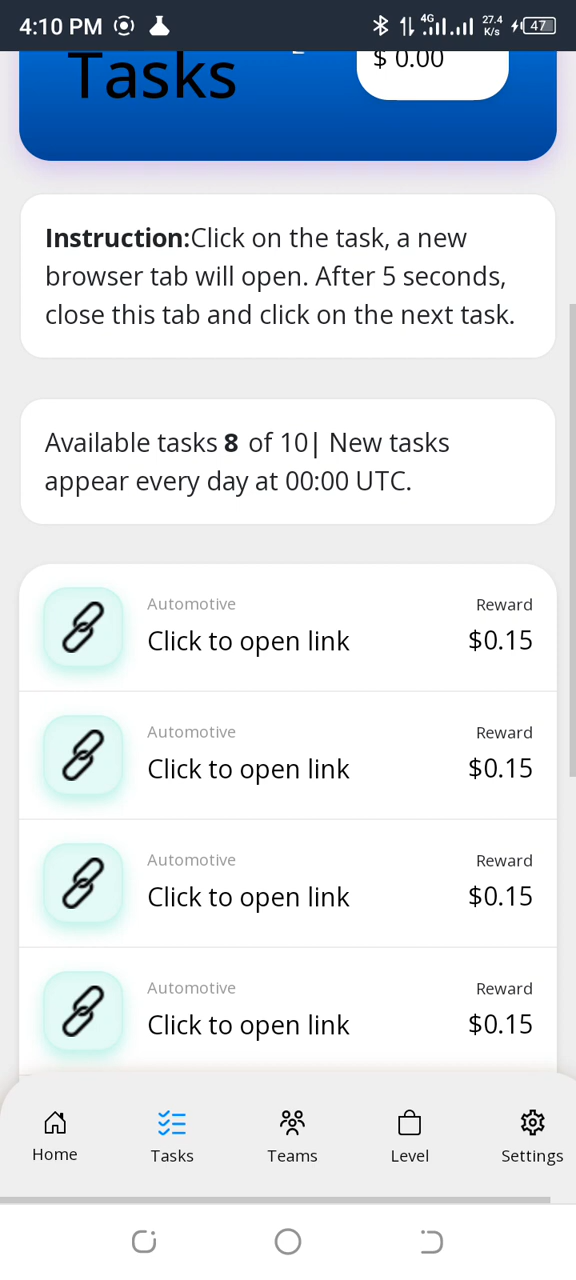 4:10 PM
4G
27.4
K/s
47
Tasks
$ 0.00
Instruction:Click on the task, a new
browser tab will open. After 5 seconds,
close this tab and click on the next task.
Available tasks 8 of 10| New tasks
appear every day at 00:00 UTC.
Automotive
Reward
Click to open link
$0.15
Automotive
Reward
Click to open link
$0.15
Automotive
Reward
Click to open link
$0.15
Automotive
Reward
Click to open link
$0.15
Home
Tasks
Teams
Level
Settings